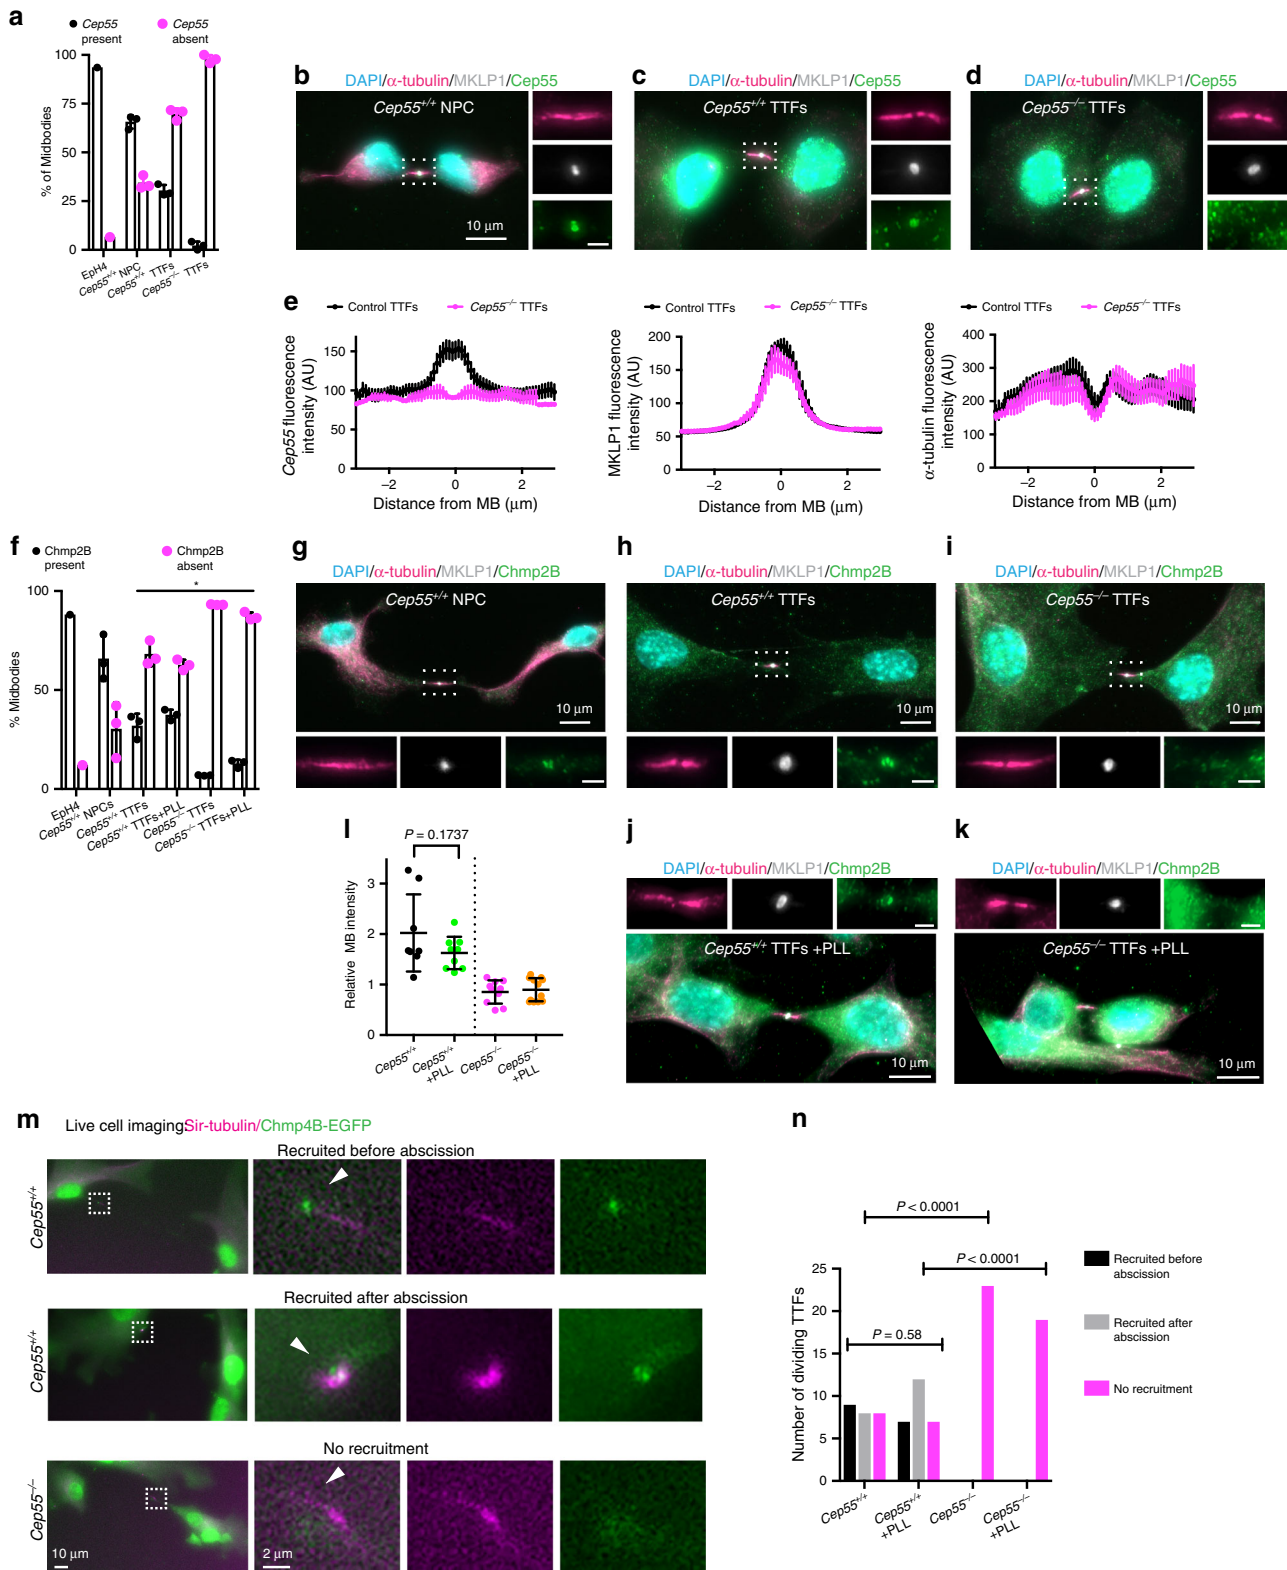 a
Cep55 present
Cep55 absent
% of Midbodies
100
75
50
25
0
EpH4
Cep55+/+ NPC
Cep55+/+ TTFs
Cep55−/− TTFs
b
DAPI/α-tubulin/MKLP1/Cep55
Cep55+/+ NPC
10 μm
c
DAPI/α-tubulin/MKLP1/Cep55
Cep55+/+ TTFs
d
DAPI/α-tubulin/MKLP1/Cep55
Cep55−/− TTFs
e
Control TTFs
Cep55−/− TTFs
Cep55 fluorescence intensity (AU)
150
100
50
0
−2
0
2
Distance from MB (μm)
Control TTFs
Cep55−/− TTFs
MKLP1 fluorescence intensity (AU)
200
150
100
50
0
−2
0
2
Distance from MB (μm)
Control TTFs
Cep55−/− TTFs
α-tubulin fluorescence intensity (AU)
400
300
200
100
0
−2
0
2
Distance from MB (μm)
f
Chmp2B present
Chmp2B absent
*
% Midbodies
100
50
0
EpH4
Cep55+/+ NPCs
Cep55+/+ TTFs
Cep55+/+ TTFs+PLL
Cep55−/− TTFs
Cep55−/− TTFs+PLL
g
DAPI/α-tubulin/MKLP1/Chmp2B
Cep55+/+ NPC
10 μm
h
DAPI/α-tubulin/MKLP1/Chmp2B
Cep55+/+ TTFs
10 μm
i
DAPI/α-tubulin/MKLP1/Chmp2B
Cep55−/− TTFs
10 μm
l
P = 0.1737
Relative MB intensity
3
2
1
0
Cep55+/+
Cep55+/+ +PLL
Cep55−/−
Cep55−/− +PLL
j
DAPI/α-tubulin/MKLP1/Chmp2B
Cep55+/+ TTFs +PLL
10 μm
k
DAPI/α-tubulin/MKLP1/Chmp2B
Cep55−/− TTFs +PLL
10 μm
m
Live cell imaging:Sir-tubulin/Chmp4B-EGFP
Recruited before abscission
Cep55+/+
Recruited after abscission
Cep55+/+
No recruitment
Cep55−/−
10 μm
2 μm
n
P < 0.0001
P < 0.0001
P = 0.58
Number of dividing TTFs
25
20
15
10
5
0
Cep55+/+
Cep55+/+ +PLL
Cep55−/−
Cep55−/− +PLL
Recruited before
abscission
Recruited after
abscission
No recruitment